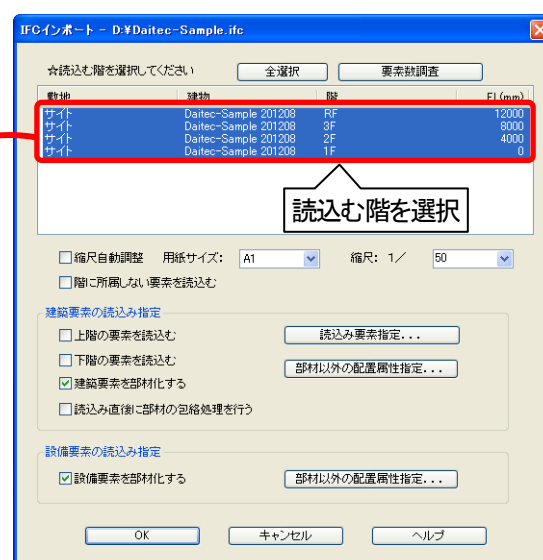 IFCインポート - D:¥Daitec-Sample.ifc
☆読込む階を選択してください 全選択 要素数調査
敷地 建物 階 FL(mm)
サイト Daitec-Sample 201208 RF 12000
サイト Daitec-Sample 201208 3F 8000
サイト Daitec-Sample 201208 2F 4000
サイト Daitec-Sample 201208 1F 0
読込む階を選択
縮尺自動調整 用紙サイズ: A1 縮尺: 1/ 50
階に所属しない要素を読込む
建築要素の読込み指定
上階の要素を読込む 読込み要素指定...
下階の要素を読込む 部材以外の配置属性指定...
建築要素を部材化する
読込み直後に部材の包絡処理を行う
設備要素の読込み指定
設備要素を部材化する 部材以外の配置属性指定...
OK キャンセル ヘルプ